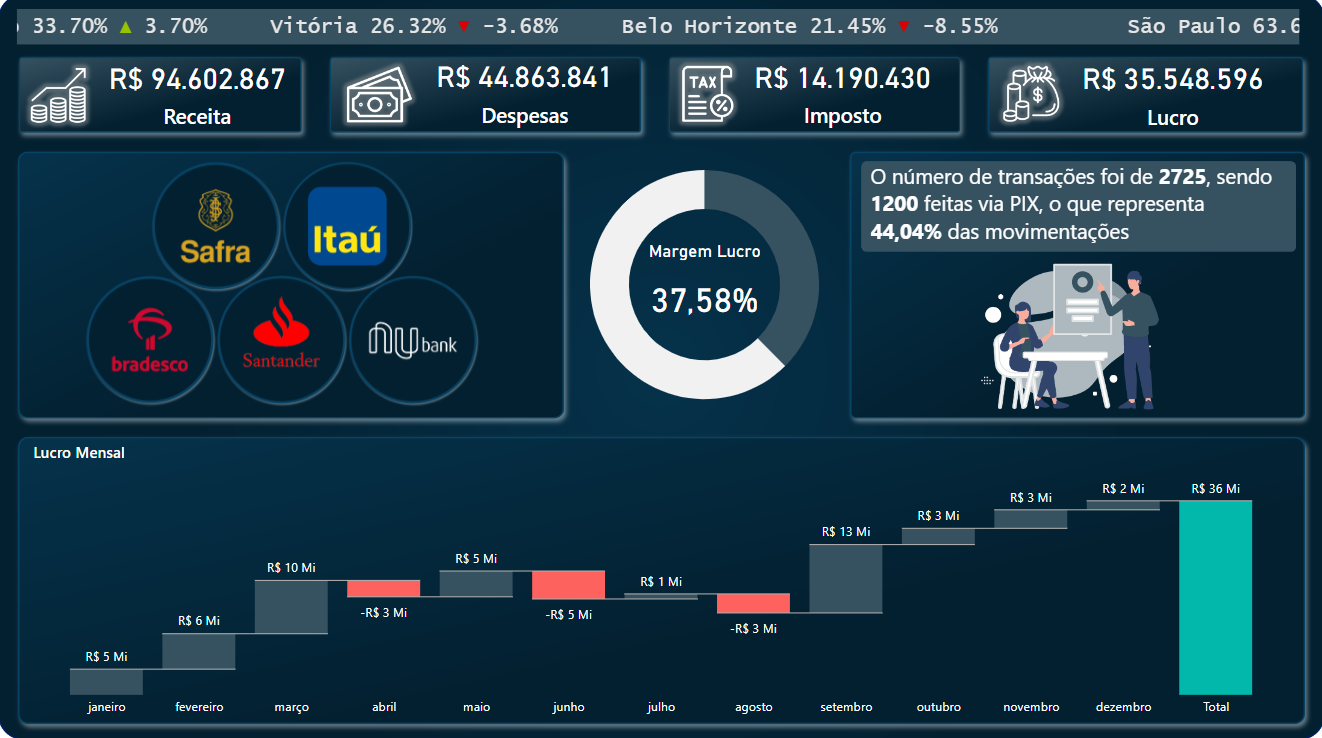 33.70% ▲ 3.70% Vitória 26.32% ▼ -3.68% Belo Horizonte 21.45% ▼ -8.55% São Paulo 63.6
R$ 94.602.867
Receita
R$ 44.863.841
Despesas
TAX
%
R$ 14.190.430
Imposto
$
R$ 35.548.596
Lucro
$
Safra
Itaú
bradesco
Santander
nu bank
Margem Lucro
37,58%
O número de transações foi de 2725, sendo
1200 feitas via PIX, o que representa
44,04% das movimentações
Lucro Mensal
R$ 5 Mi
R$ 6 Mi
R$ 10 Mi
-R$ 3 Mi
R$ 5 Mi
-R$ 5 Mi
R$ 1 Mi
-R$ 3 Mi
R$ 13 Mi
R$ 3 Mi
R$ 3 Mi
R$ 2 Mi
R$ 36 Mi
janeiro fevereiro março abril maio junho julho agosto setembro outubro novembro dezembro Total